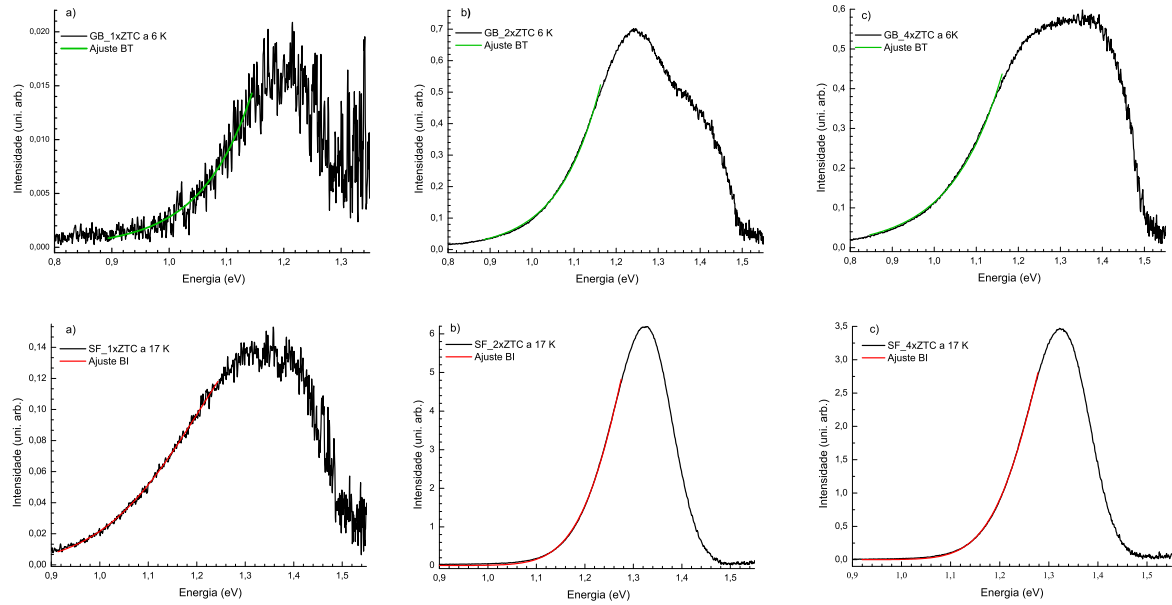 a)
GB_1xZTC a 6 K
Ajuste BT
0,020
0,015
0,010
0,005
0,000
Intensidade (uni. arb.)
0,8 0,9 1,0 1,1 1,2 1,3
Energia (eV)
b)
GB_2xZTC 6 K
Ajuste BT
0,7
0,6
0,5
0,4
0,3
0,2
0,1
0,0
Intensidade (uni. arb.)
0,8 0,9 1,0 1,1 1,2 1,3 1,4 1,5
Energia (eV)
c)
GB_4xZTC a 6K
Ajuste BT
0,6
0,5
0,4
0,3
0,2
0,1
0,0
Intensidade (uni. arb.)
0,8 0,9 1,0 1,1 1,2 1,3 1,4 1,5
Energia (eV)
a)
SF_1xZTC a 17 K
Ajuste BI
0,14
0,12
0,10
0,08
0,06
0,04
0,02
0,00
Intensidade (uni. arb.)
0,9 1,0 1,1 1,2 1,3 1,4 1,5
Energia (eV)
b)
SF_2xZTC a 17 K
Ajuste BI
6
5
4
3
2
1
0
Intensidade (uni. arb.)
0,9 1,0 1,1 1,2 1,3 1,4 1,5
Energia (eV)
c)
SF_4xZTC a 17 K
Ajuste BI
3,5
3,0
2,5
2,0
1,5
1,0
0,5
0,0
Intensidade (uni. arb.)
0,9 1,0 1,1 1,2 1,3 1,4 1,5
Energia (eV)